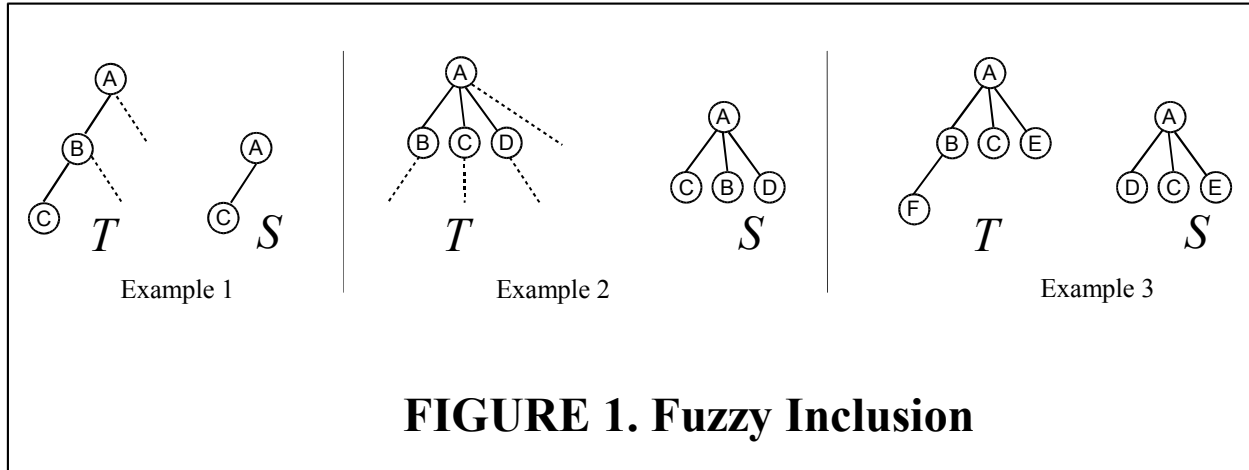 A
B
C
T
A
C
S
Example 1
A
B C D
T
A
C B D
S
Example 2
A
B C E
F
T
A
D C E
S
Example 3
FIGURE 1. Fuzzy Inclusion